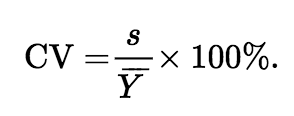 CV = s/Y̅ × 100%.